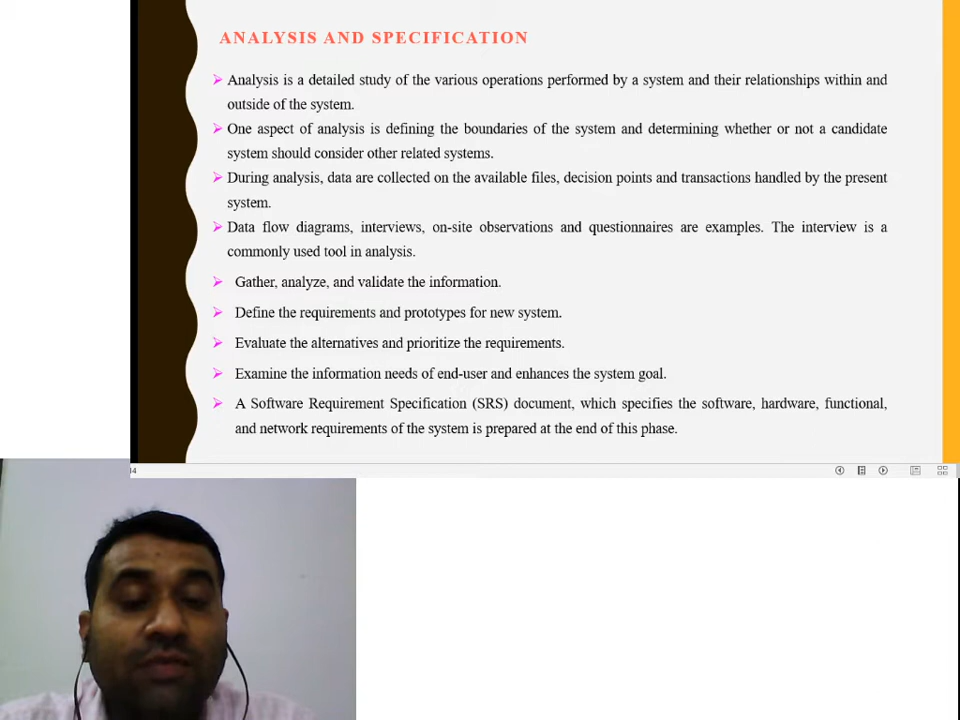 ANALYSIS AND SPECIFICATION
Analysis is a detailed study of the various operations performed by a system and their relationships within and
outside of the system.
One aspect of analysis is defining the boundaries of the system and determining whether or not a candidate
system should consider other related systems.
During analysis, data are collected on the available files, decision points and transactions handled by the present
system.
Data flow diagrams, interviews, on-site observations and questionnaires are examples. The interview is a
commonly used tool in analysis.
Gather, analyze, and validate the information.
Define the requirements and prototypes for new system.
Evaluate the alternatives and prioritize the requirements.
Examine the information needs of end-user and enhances the system goal.
A Software Requirement Specification (SRS) document, which specifies the software, hardware, functional,
and network requirements of the system is prepared at the end of this phase.